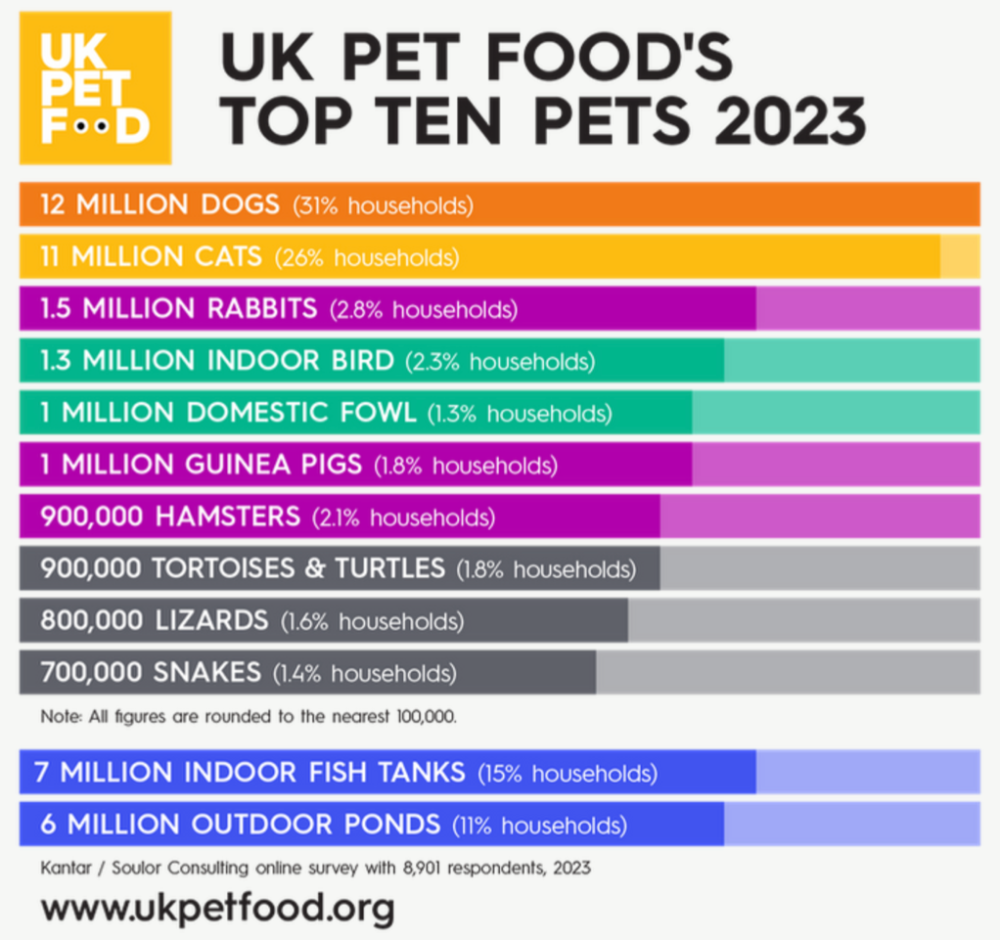 UK
PET
FOOD
UK PET FOOD'S
TOP TEN PETS 2023
12 MILLION DOGS (31% households)
11 MILLION CATS (26% households)
1.5 MILLION RABBITS (2.8% households)
1.3 MILLION INDOOR BIRD (2.3% households)
1 MILLION DOMESTIC FOWL (1.3% households)
1 MILLION GUINEA PIGS (1.8% households)
900,000 HAMSTERS (2.1% households)
900,000 TORTOISES & TURTLES (1.8% households)
800,000 LIZARDS (1.6% households)
700,000 SNAKES (1.4% households)
Note: All figures are rounded to the nearest 100,000.
7 MILLION INDOOR FISH TANKS (15% households)
6 MILLION OUTDOOR PONDS (11% households)
Kantar / Soulor Consulting online survey with 8,901 respondents, 2023
www.ukpetfood.org